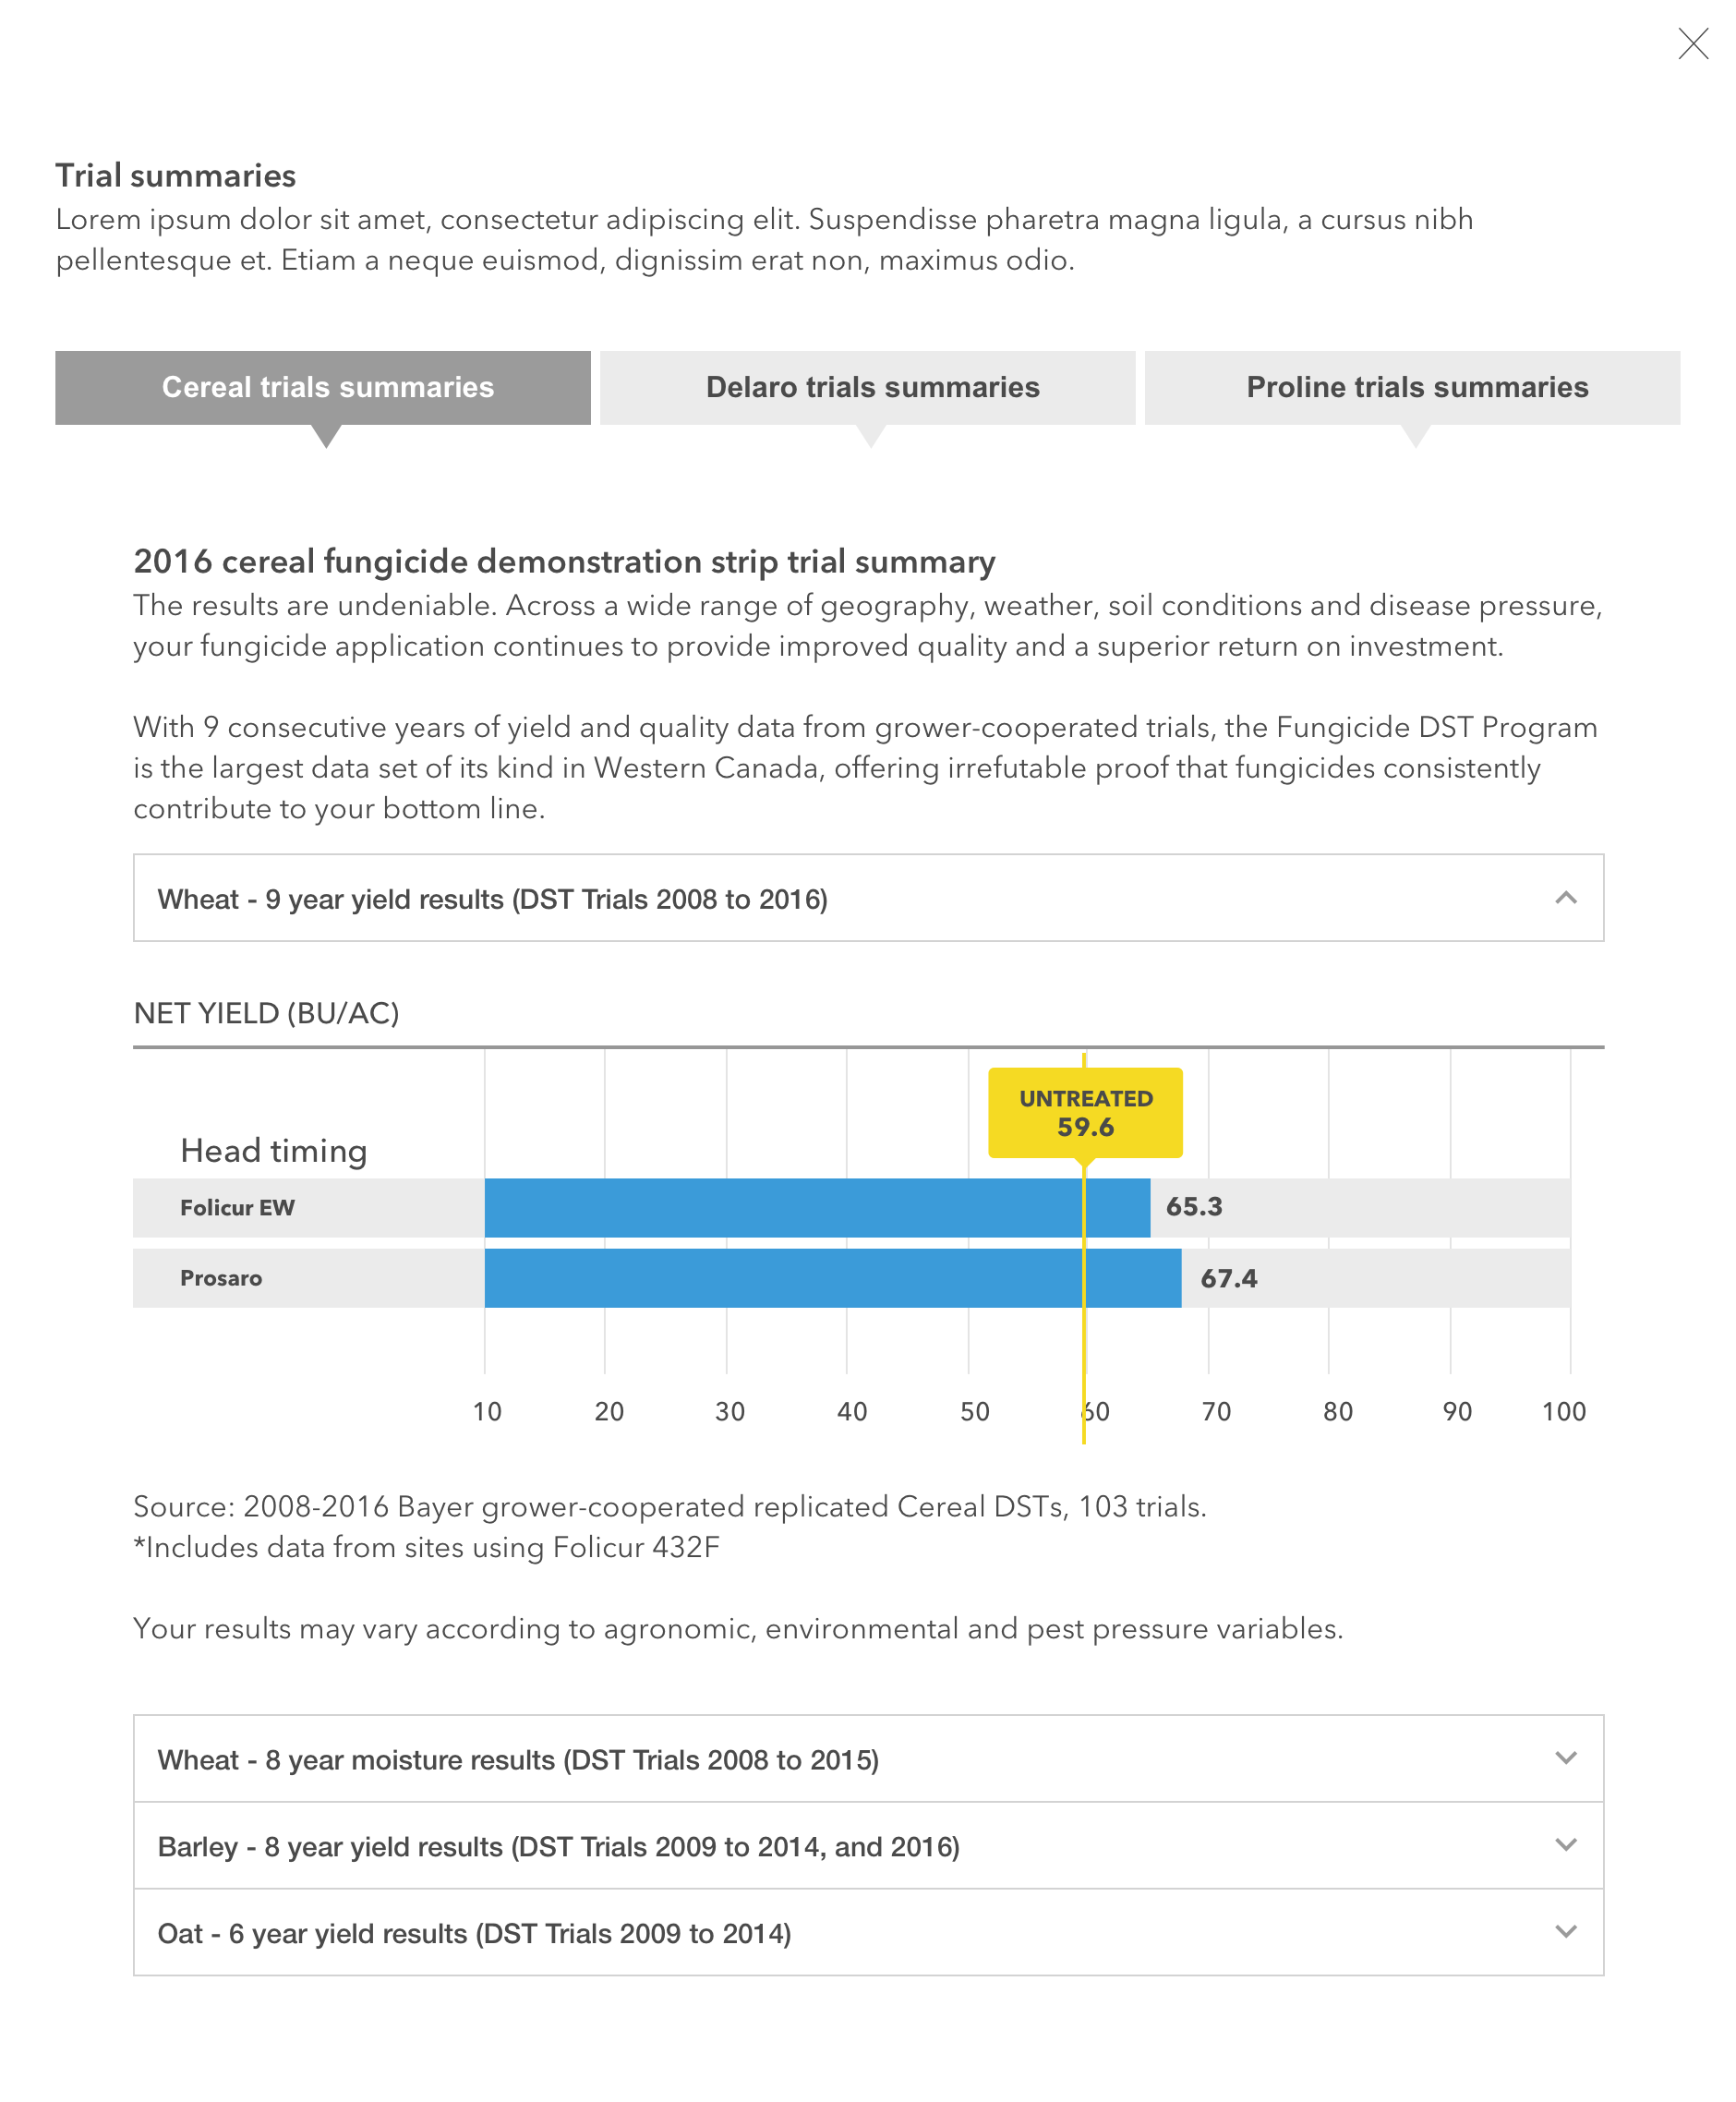 Trial summaries
Lorem ipsum dolor sit amet, consectetur adipiscing elit. Suspendisse pharetra magna ligula, a cursus nibh
pellentesque et. Etiam a neque euismod, dignissim erat non, maximus odio.
Cereal trials summaries
Delaro trials summaries
Proline trials summaries
2016 cereal fungicide demonstration strip trial summary
The results are undeniable. Across a wide range of geography, weather, soil conditions and disease pressure,
your fungicide application continues to provide improved quality and a superior return on investment.
With 9 consecutive years of yield and quality data from grower-cooperated trials, the Fungicide DST Program
is the largest data set of its kind in Western Canada, offering irrefutable proof that fungicides consistently
contribute to your bottom line.
Wheat - 9 year yield results (DST Trials 2008 to 2016)
NET YIELD (BU/AC)
UNTREATED
59.6
Head timing
Folicur EW
65.3
Prosaro
67.4
10 20 30 40 50 60 70 80 90 100
Source: 2008-2016 Bayer grower-cooperated replicated Cereal DSTs, 103 trials.
*Includes data from sites using Folicur 432F
Your results may vary according to agronomic, environmental and pest pressure variables.
Wheat - 8 year moisture results (DST Trials 2008 to 2015)
Barley - 8 year yield results (DST Trials 2009 to 2014, and 2016)
Oat - 6 year yield results (DST Trials 2009 to 2014)